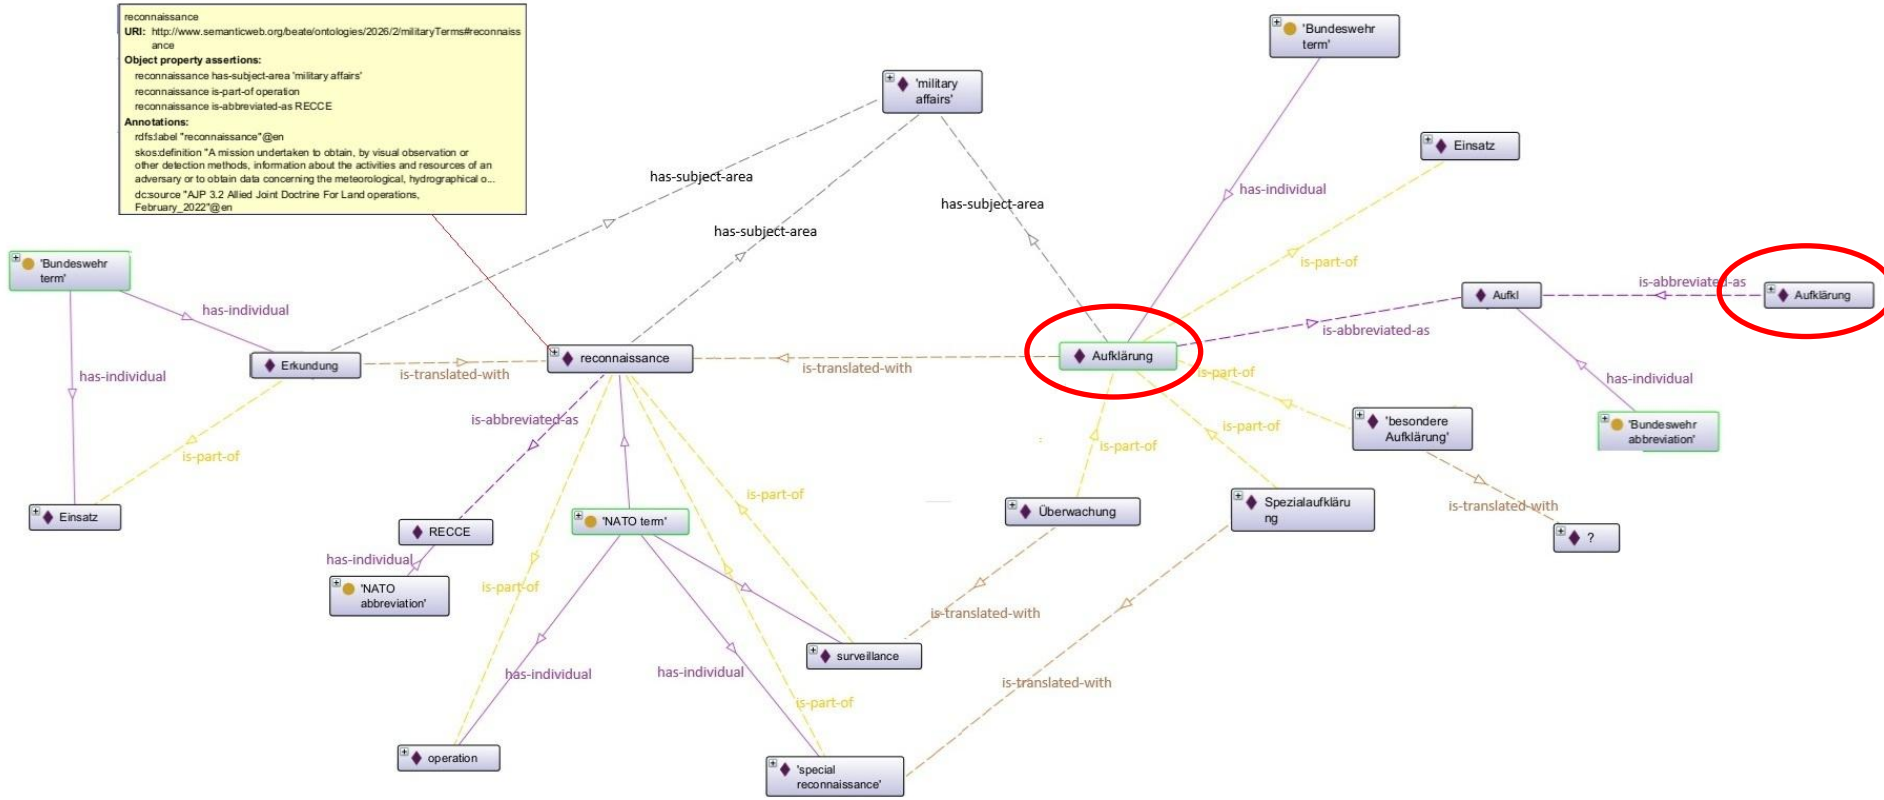 reconnaissance
URI: http://www.semanticweb.org/beate/ontologies/2026/2/militaryTerms#reconnaiss
ance
Object property assertions:
reconnaissance has-subject-area 'military affairs'
reconnaissance is-part-of operation
reconnaissance is-abbreviated-as RECCE
Annotations:
rdfs:label "reconnaissance"@en
skos:definition "A mission undertaken to obtain, by visual observation or
other detection methods, information about the activities and resources of an
adversary or to obtain data concerning the meteorological, hydrographical o...
dc:source "AJP 3.2 Allied Joint Doctrine For Land operations,
February_2022"@en
'Bundeswehr
term'
'military
affairs'
Einsatz
has-subject-area
has-individual
has-subject-area
has-subject-area
'Bundeswehr
term'
is-part-of
is-abbreviated-as
Aufkl
Aufklärung
has-individual
is-abbreviated-as
Erkundung
reconnaissance
Aufklärung
is-translated-with
is-translated-with
has-individual
is-part-of
has-individual
is-abbreviated-as
'besondere
Aufklärung'
'Bundeswehr
abbreviation'
is-part-of
is-part-of
is-part-of
is-part-of
Spezialaufkläru
ng
is-translated-with
Einsatz
RECCE
'NATO term'
Überwachung
?
has-individual
'NATO
abbreviation'
is-part-of
is-translated-with
surveillance
has-individual
has-individual
is-translated-with
is-part-of
operation
'special
reconnaissance'